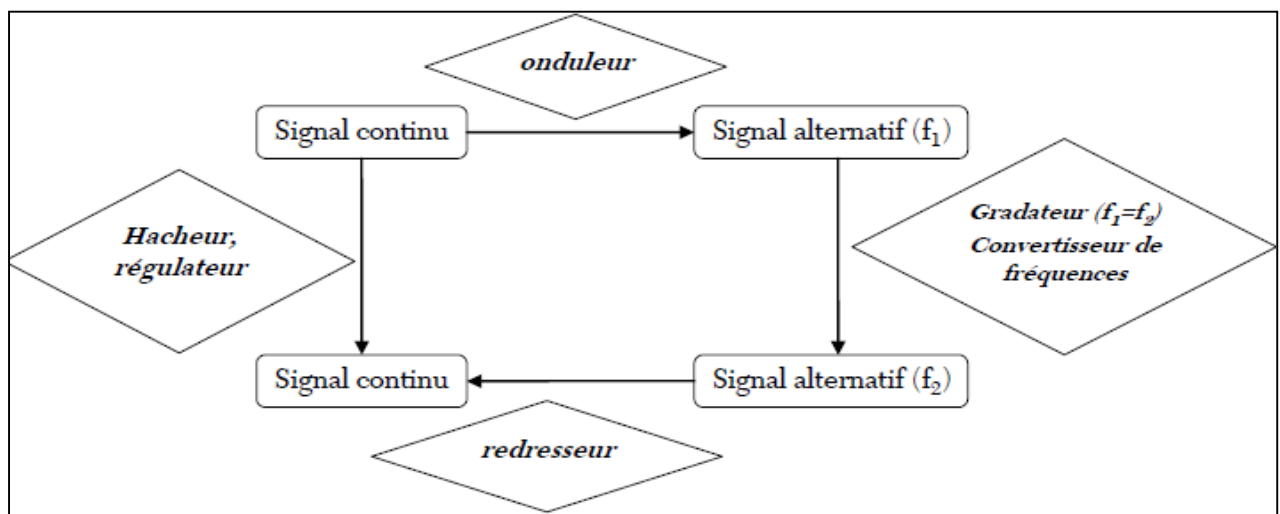 onduleur
Signal continu
Signal alternatif (f₁)
Hacheur,
régulateur
Gradateur (f₁=f₂)
Convertisseur de
fréquences
Signal continu
Signal alternatif (f₂)
redresseur